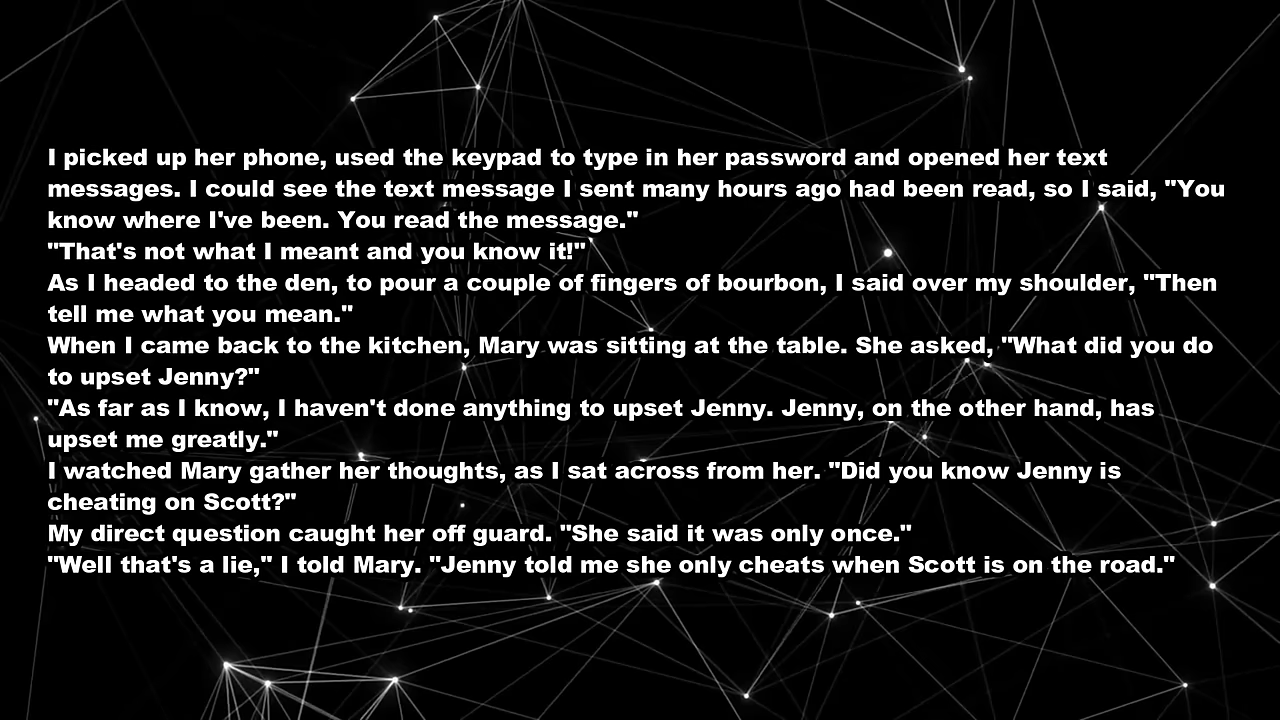 I picked up her phone, used the keypad to type in her password and opened her text
messages. I could see the text message I sent many hours ago had been read, so I said, "You
know where I've been. You read the message."
"That's not what I meant and you know it!"
As I headed to the den, to pour a couple of fingers of bourbon, I said over my shoulder, "Then
tell me what you mean."
When I came back to the kitchen, Mary was sitting at the table. She asked, "What did you do
to upset Jenny?"
"As far as I know, I haven't done anything to upset Jenny. Jenny, on the other hand, has
upset me greatly."
I watched Mary gather her thoughts, as I sat across from her. "Did you know Jenny is
cheating on Scott?"
My direct question caught her off guard. "She said it was only once."
"Well that's a lie," I told Mary. "Jenny told me she only cheats when Scott is on the road."